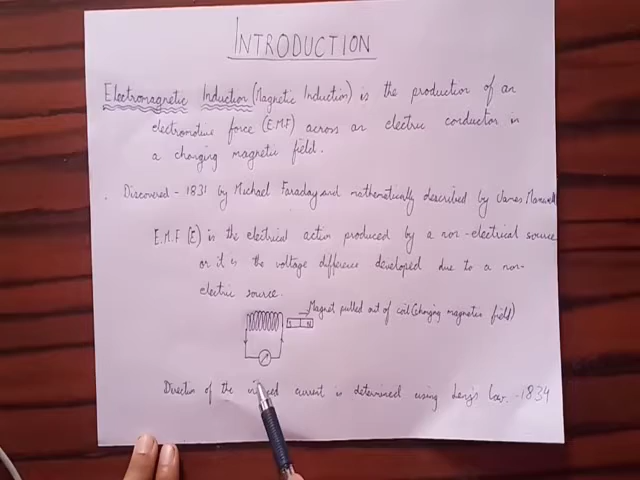 INTRODUCTION
Electromagnetic Induction (Magnetic Induction) is the production of an
electromotive force (E.M.F) across an electric conductor in
a changing magnetic field.
Discovered - 1831 by Michael Faraday and mathematically described by James Maxwell
E.M.F (E) is the electrical action produced by a non-electrical source
or it is the voltage difference developed due to a non-
electric source.
Magnet pulled out of coil (changing magnetic field)
S N
Direction of the induced current is determined using Lenz's law. - 1834